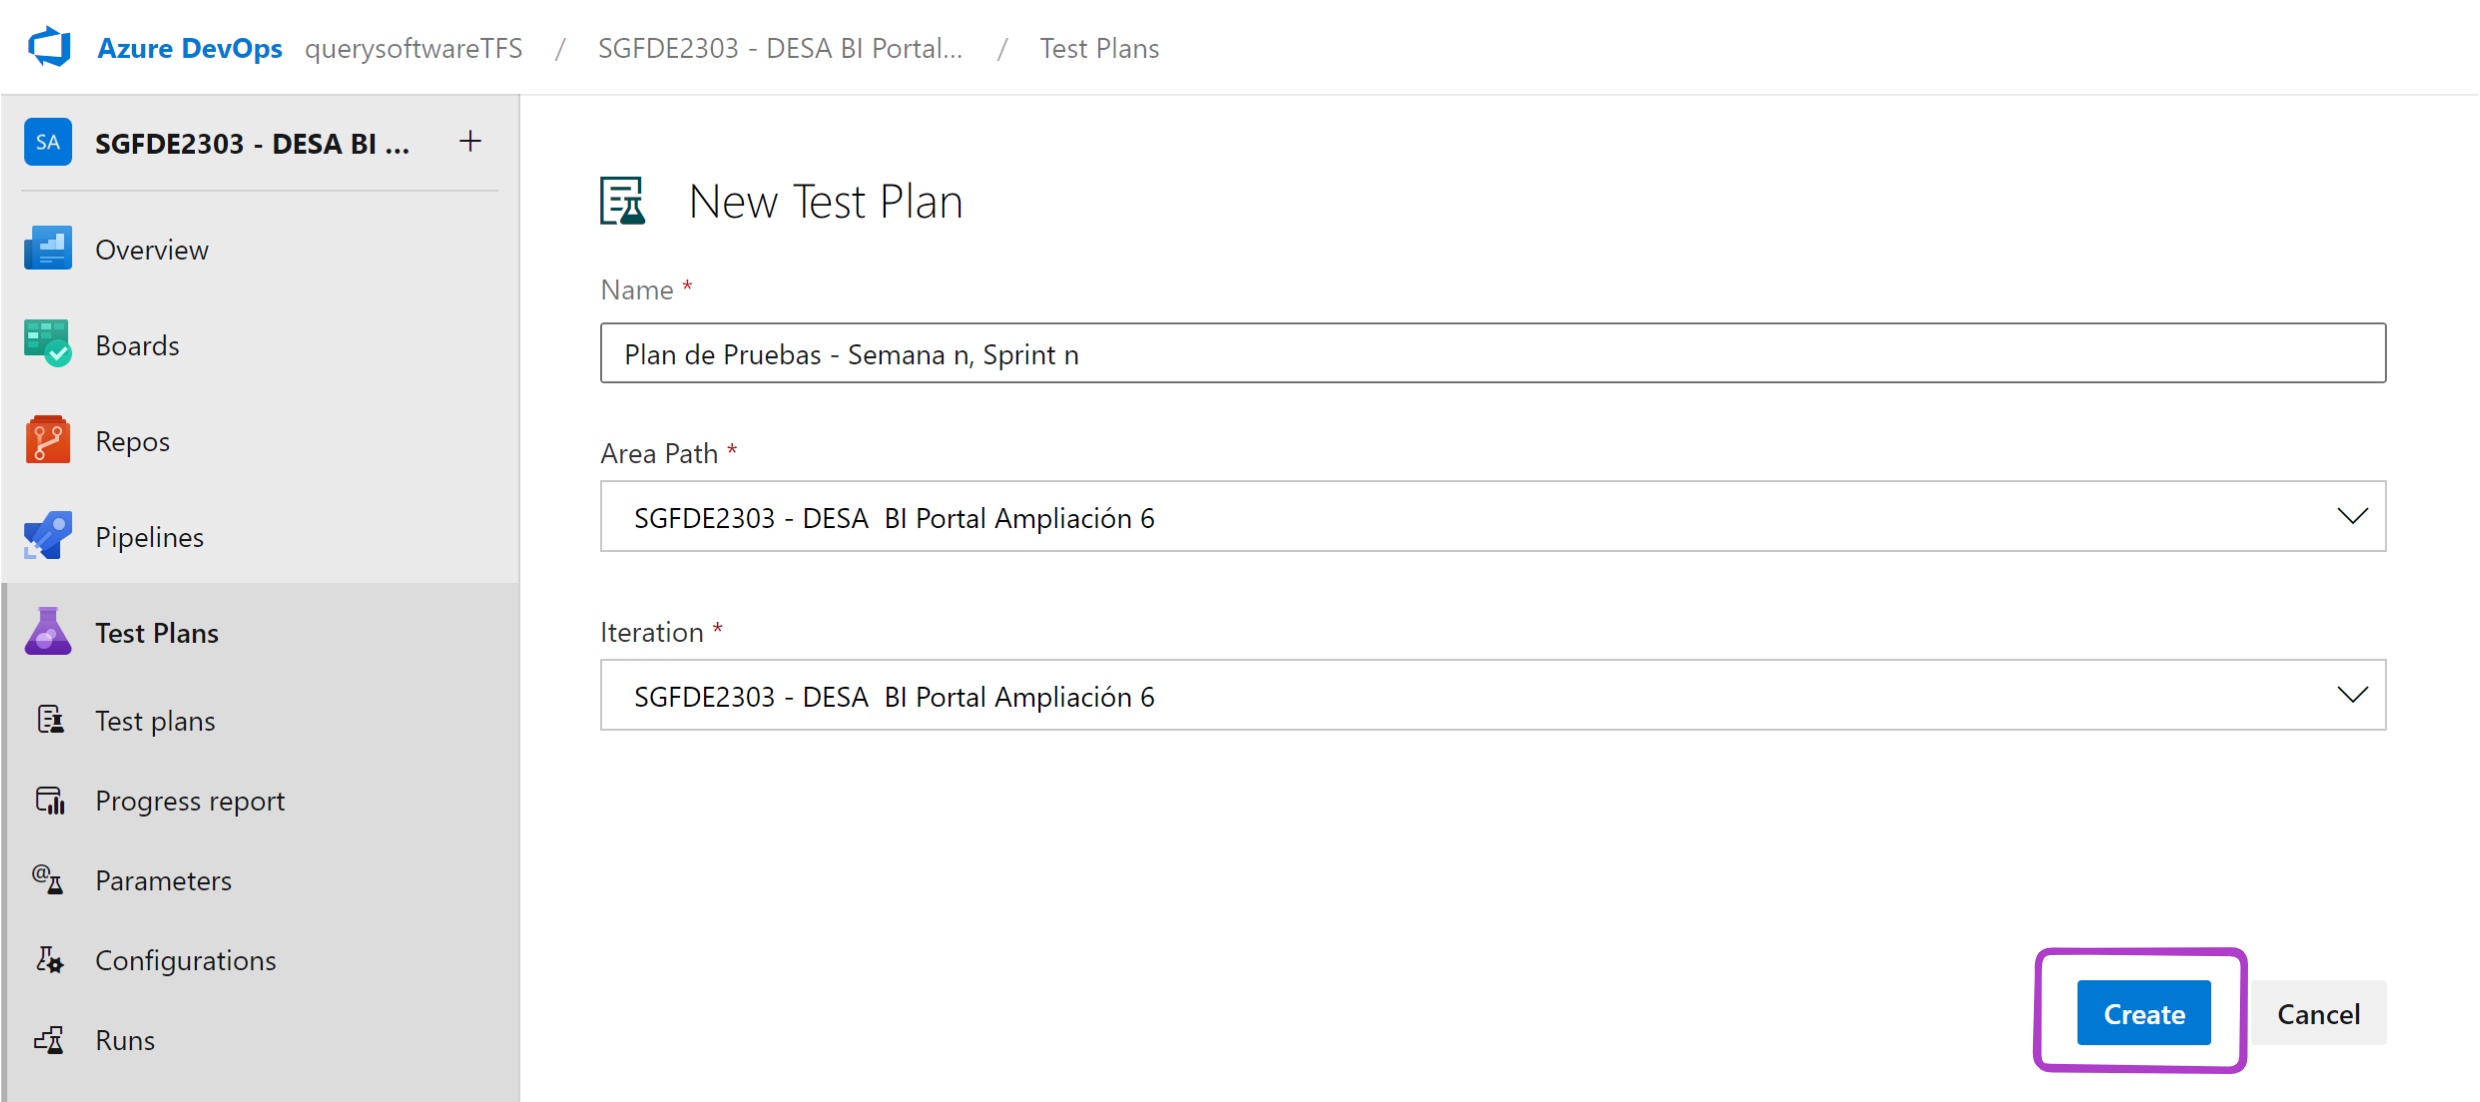 Azure DevOps querysoftwareTFS / SGFDE2303 - DESA BI Portal... / Test Plans
SA SGFDE2303 - DESA BI ... +
Overview
Boards
Repos
Pipelines
Test Plans
Test plans
Progress report
Parameters
Configurations
Runs
New Test Plan
Name *
Plan de Pruebas - Semana n, Sprint n
Area Path *
SGFDE2303 - DESA  BI Portal Ampliación 6
Iteration *
SGFDE2303 - DESA  BI Portal Ampliación 6
Create Cancel